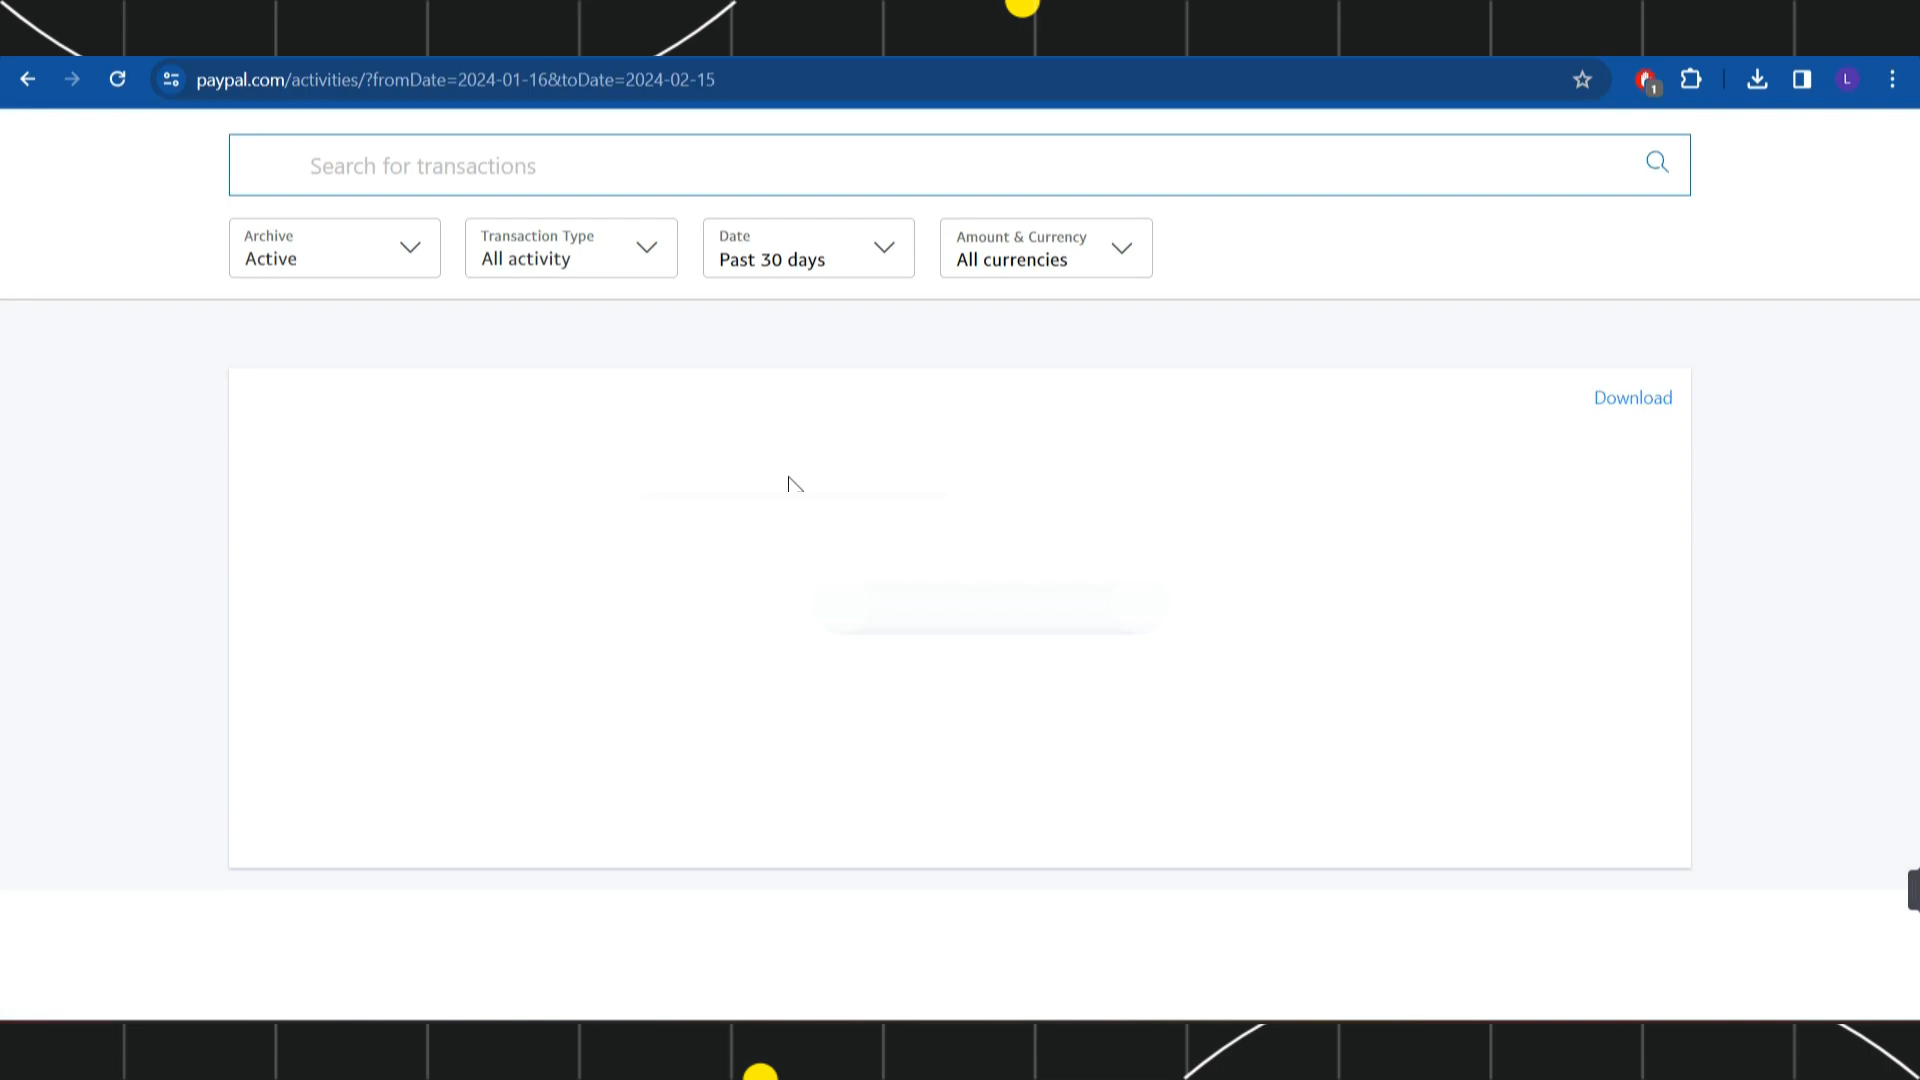 paypal.com/activities/?fromDate=2024-01-16&toDate=2024-02-15
1
L
Search for transactions
Archive
Active
Transaction Type
All activity
Date
Past 30 days
Amount & Currency
All currencies
Download